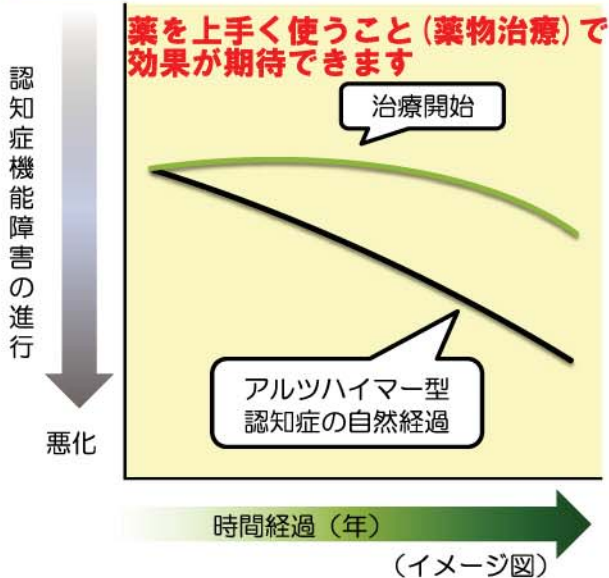 薬を上手く使うこと(薬物治療)で
効果が期待できます
治療開始
認知症機能障害の進行
悪化
アルツハイマー型
認知症の自然経過
時間経過(年)
(イメージ図)